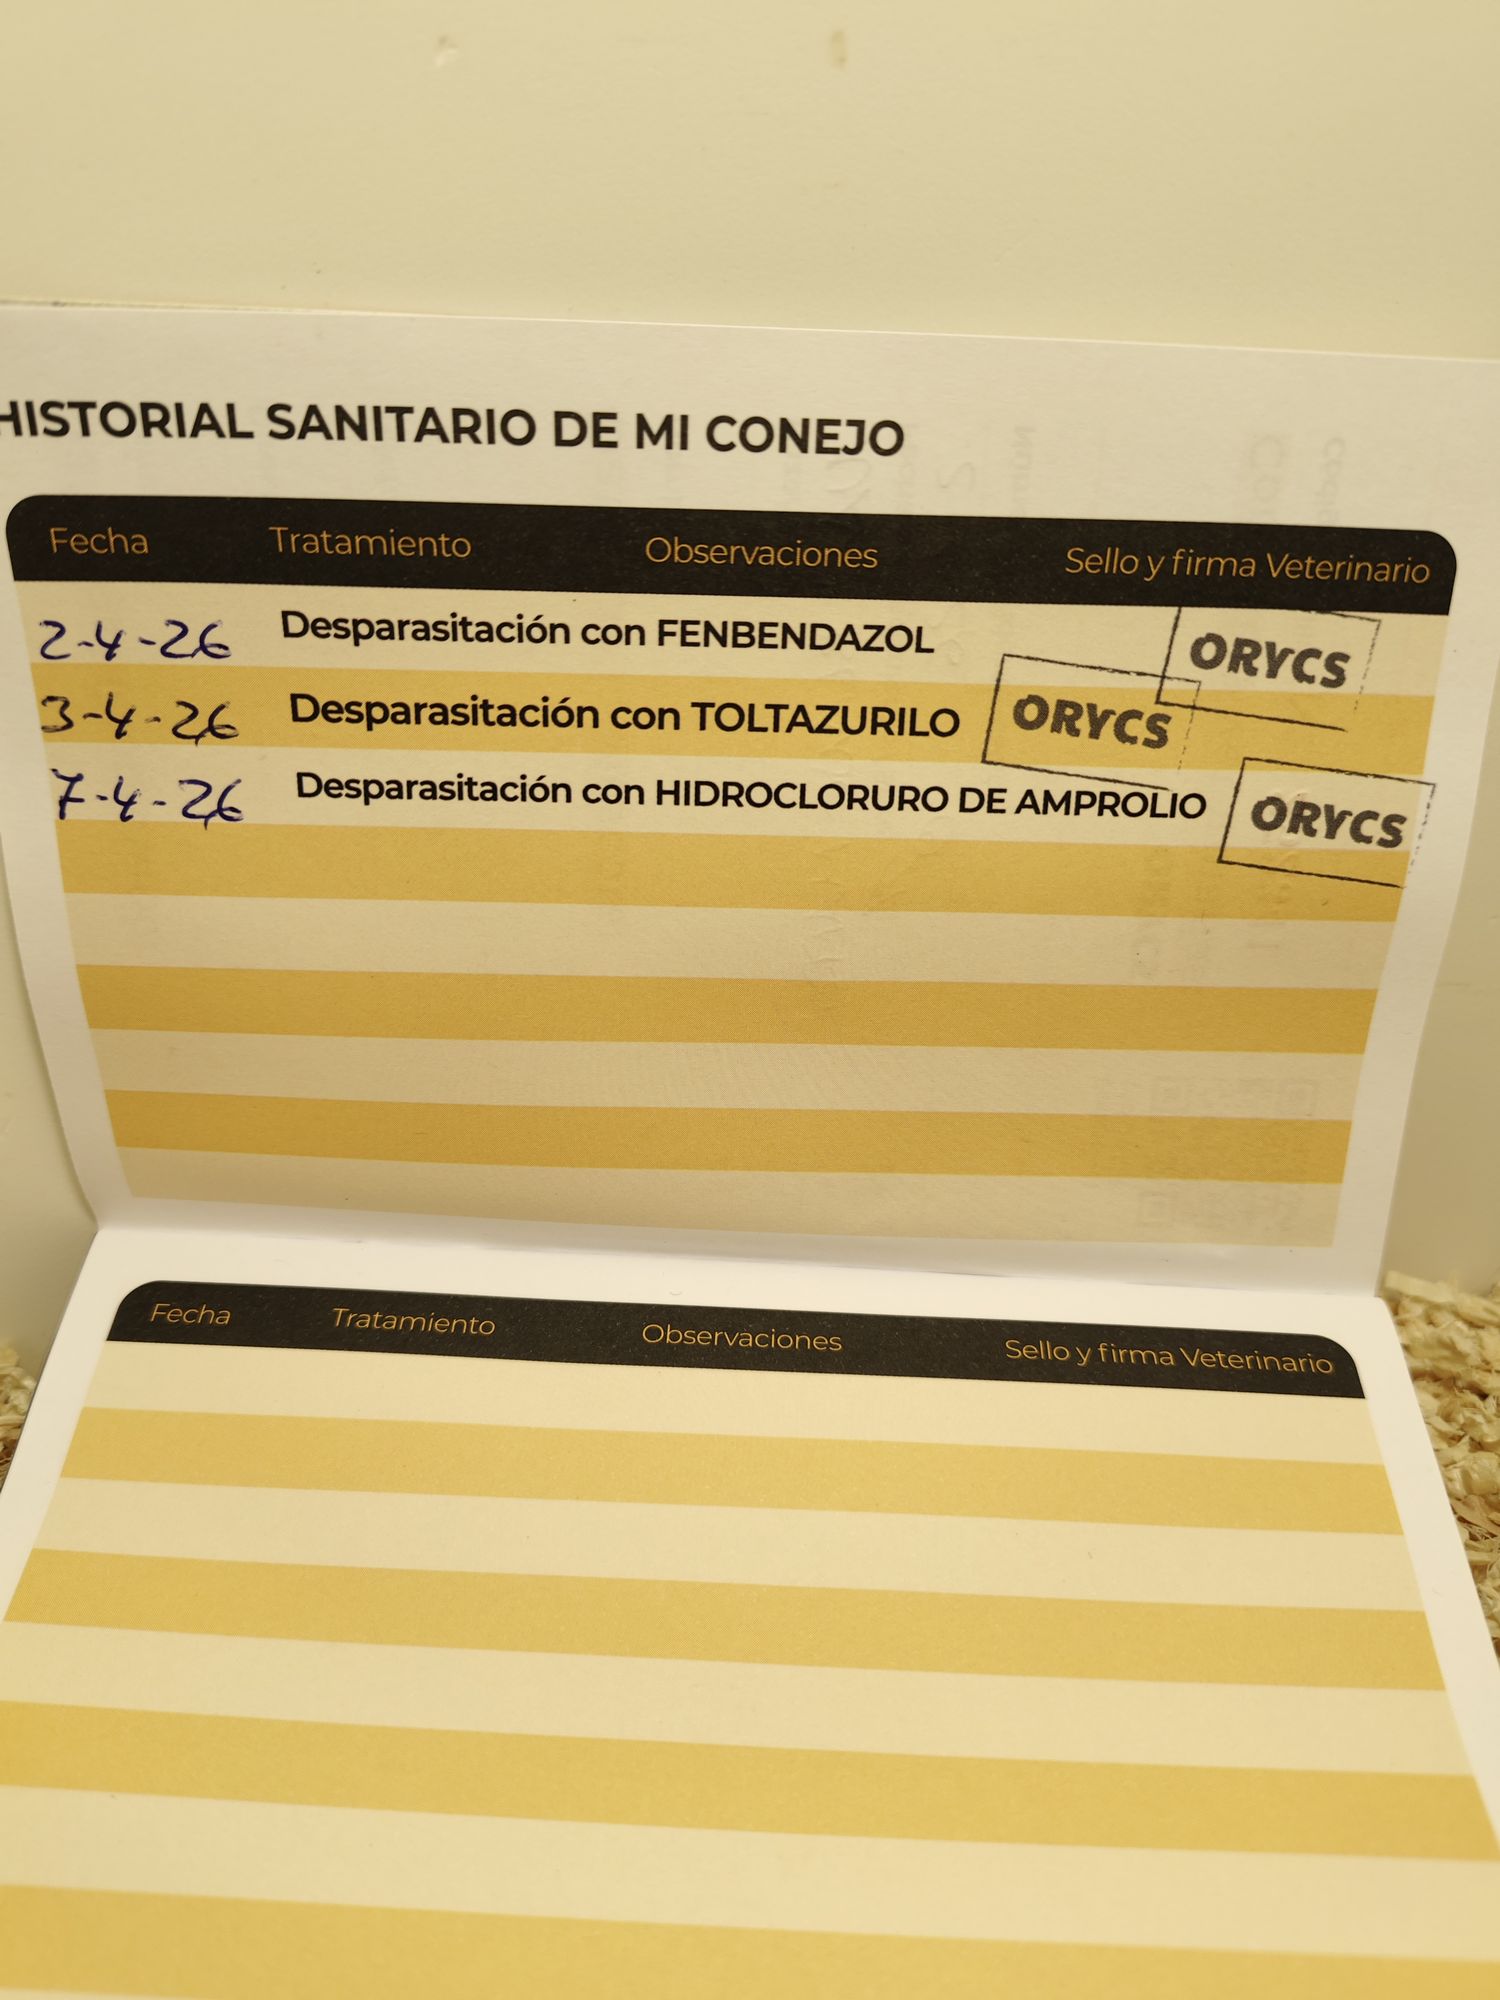 HISTORIAL SANITARIO DE MI CONEJO
Fecha Tratamiento Observaciones Sello y firma Veterinario
2-4-26 Desparasitación con FENBENDAZOL ORYCS
3-4-26 Desparasitación con TOLTAZURILO ORYCS
7-4-26 Desparasitación con HIDROCLORURO DE AMPROLIO ORYCS
Fecha Tratamiento Observaciones Sello y firma Veterinario